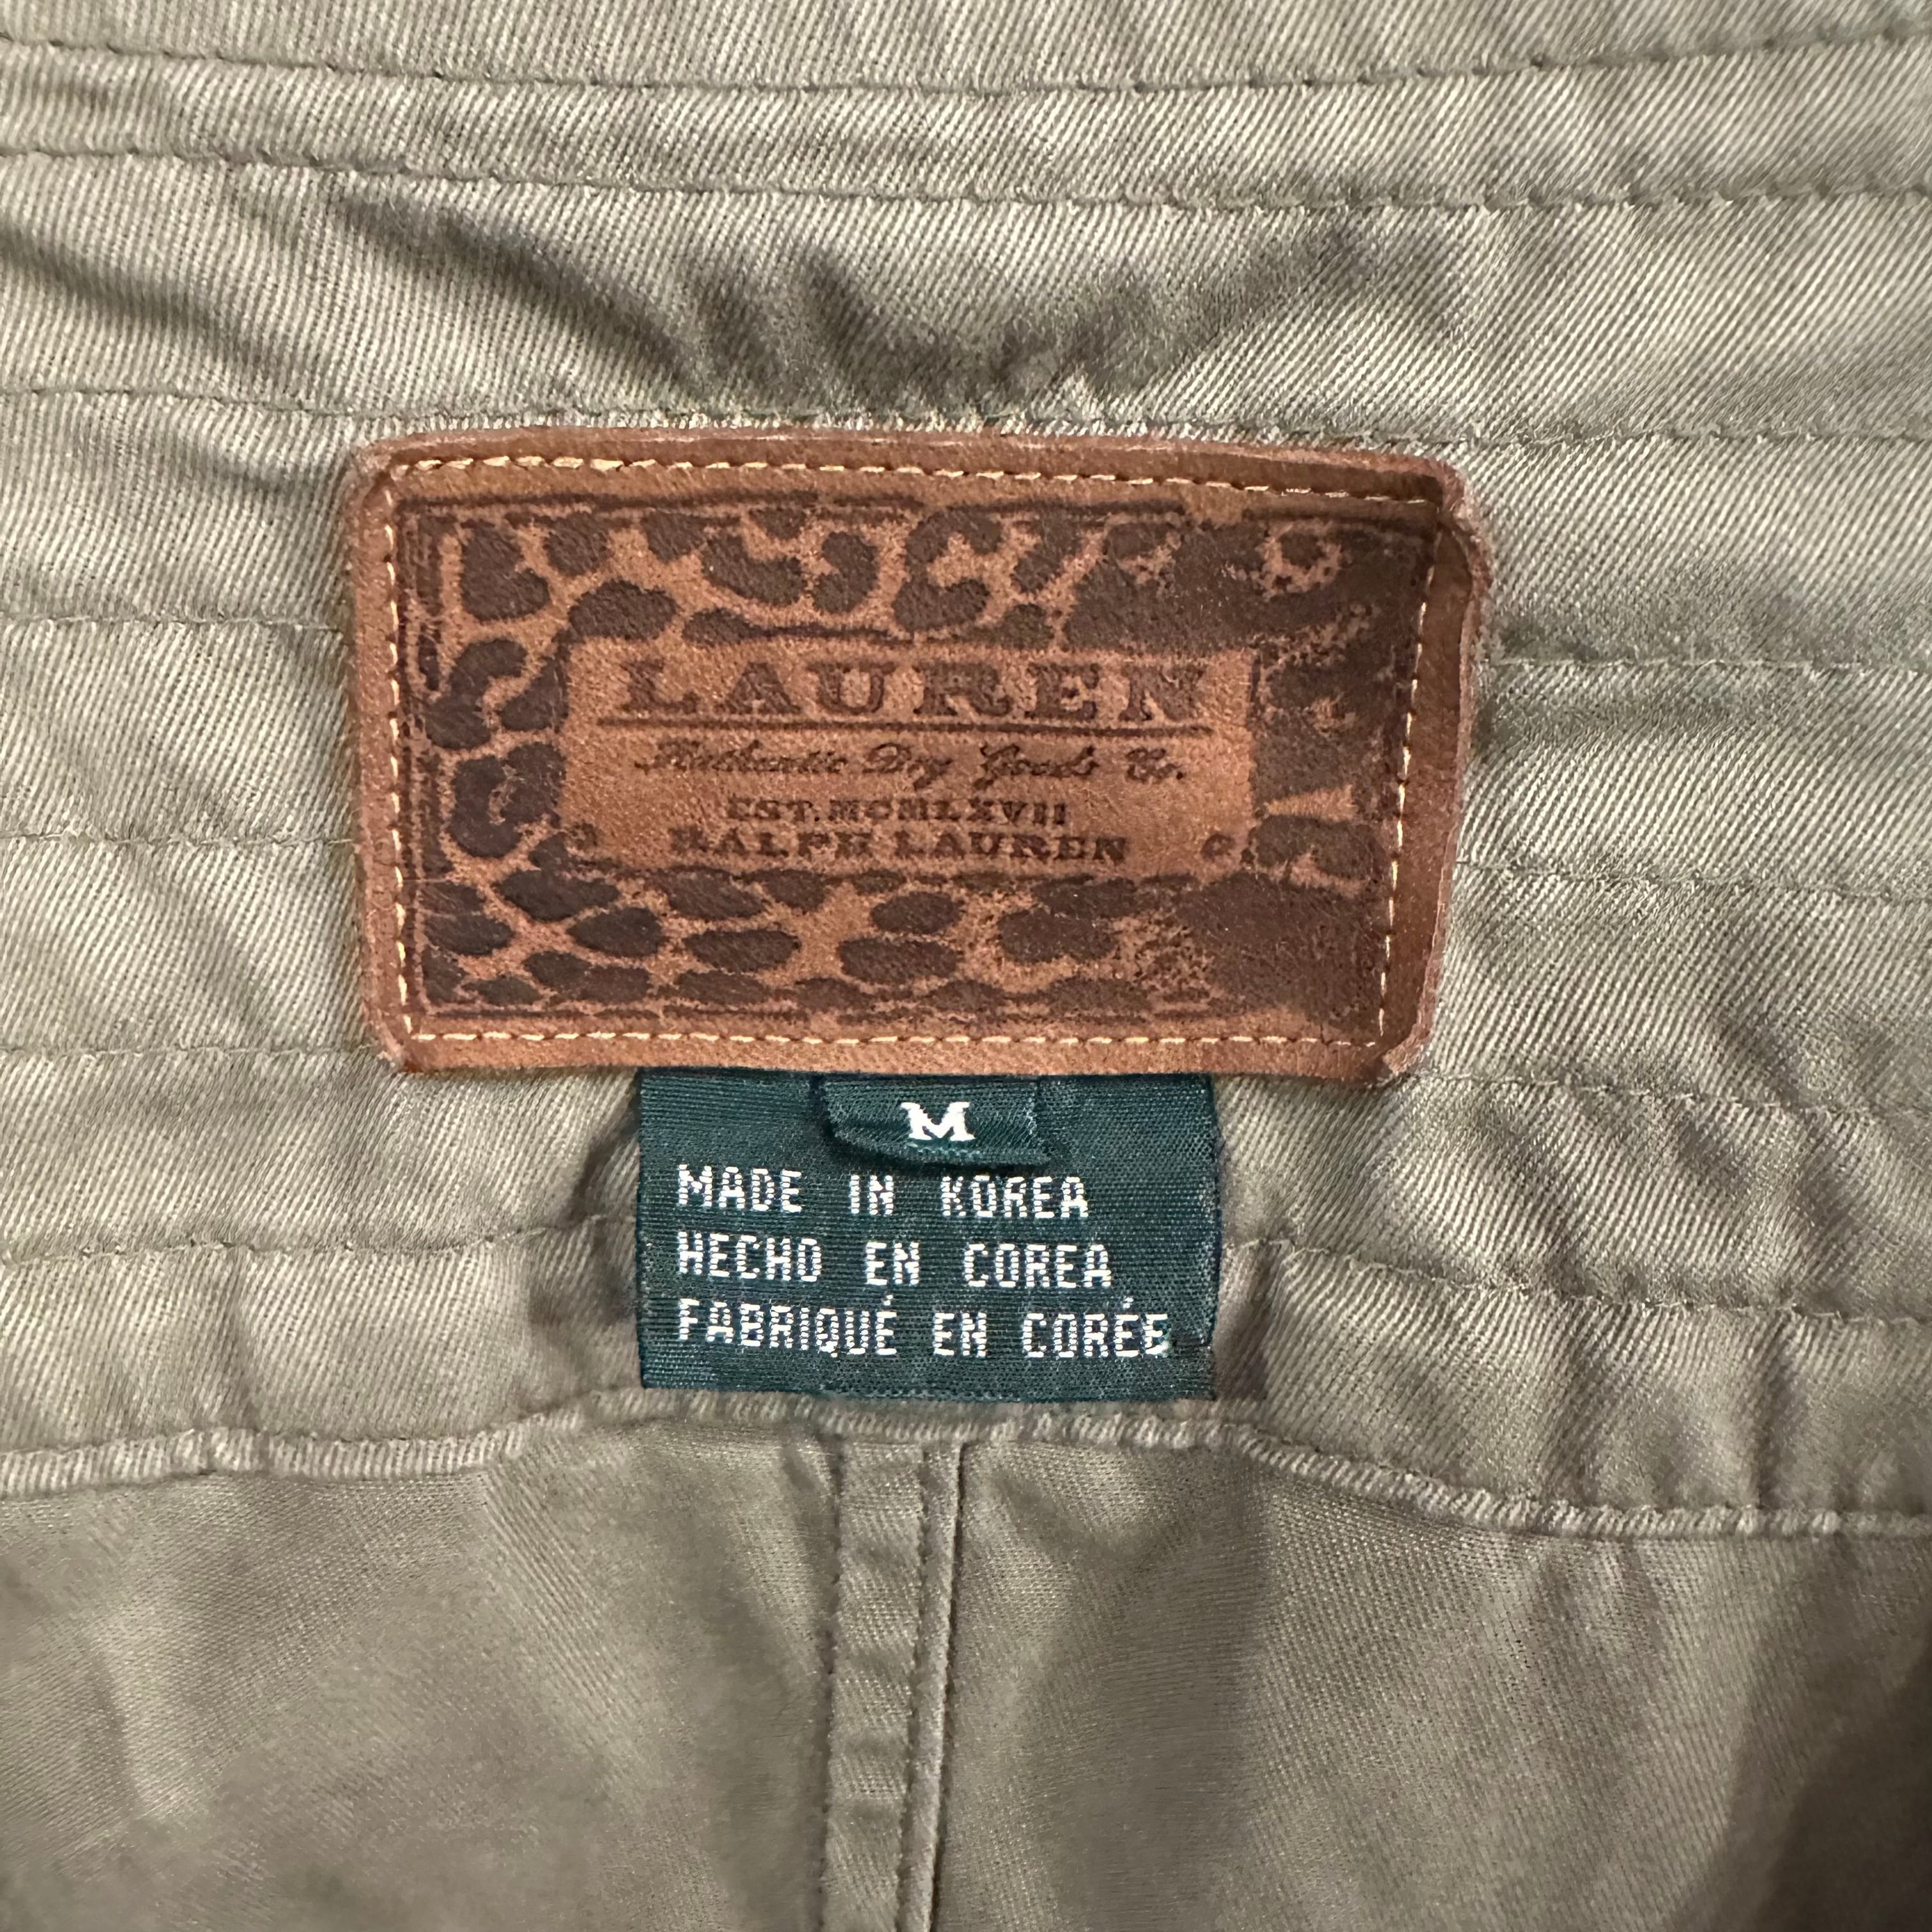 LAUREN
Authentic Dry Goods Co.
EST. MCMLXVII
RALPH LAUREN
M
MADE IN KOREA
HECHO EN COREA
FABRIQUÉ EN CORÉE